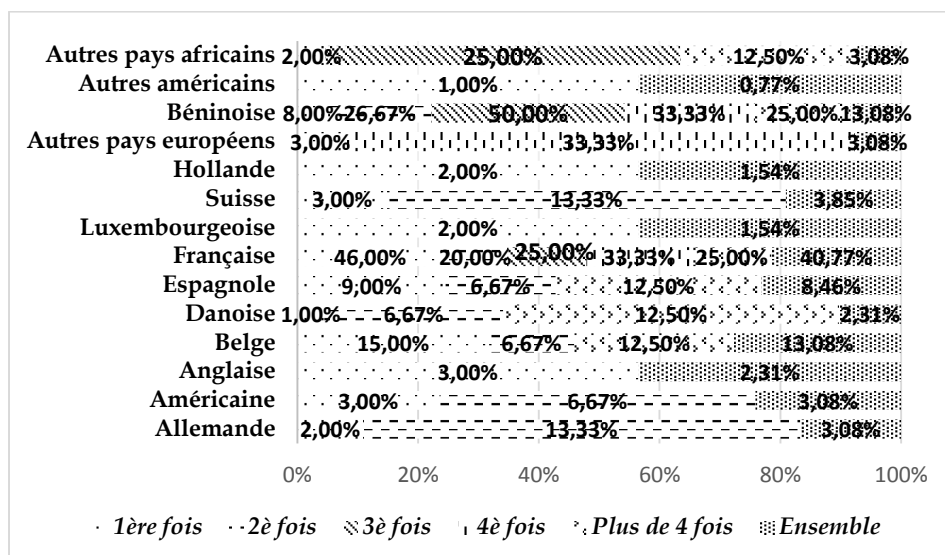 Autres pays africains 2,00% 25,00% 12,50% 3,08%
Autres américains 1,00% 0,77%
Béninoise 8,00% 26,67% 50,00% 33,33% 25,00% 13,08%
Autres pays européens 3,00% 33,33% 3,08%
Hollande 2,00% 1,54%
Suisse 3,00% 13,33% 3,85%
Luxembourgeoise 2,00% 1,54%
Française 46,00% 20,00% 25,00% 33,33% 25,00% 40,77%
Espagnole 9,00% 6,67% 12,50% 8,46%
Danoise 1,00% 6,67% 12,50% 2,31%
Belge 15,00% 6,67% 12,50% 13,08%
Anglaise 3,00% 2,31%
Américaine 3,00% 6,67% 3,08%
Allemande 2,00% 13,33% 3,08%
0% 20% 40% 60% 80% 100%
1ère fois 2è fois 3è fois 4è fois Plus de 4 fois Ensemble